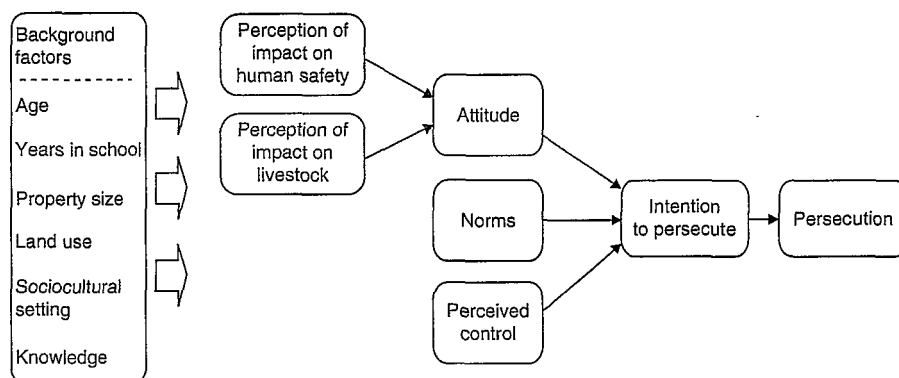 Background
factors
Age
Years in school
Property size
Land use
Sociocultural
setting
Knowledge
Perception of
impact on
human safety
Perception of
impact on
livestock
Attitude
Norms
Perceived
control
Intention
to persecute
Persecution